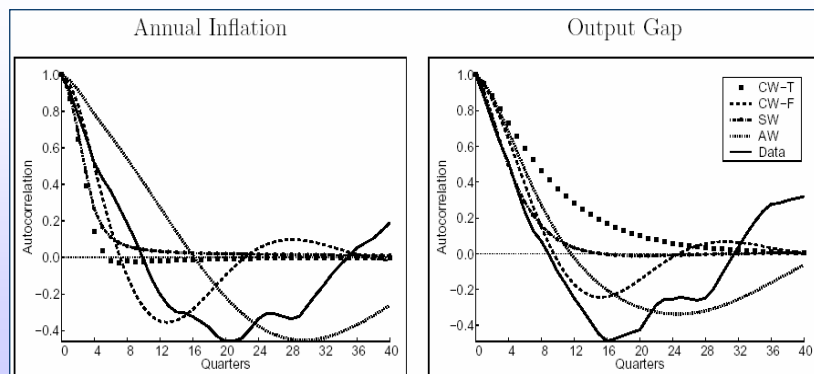 Annual Inflation
Output Gap
1.0
0.8
0.6
0.4
0.2
0.0
−0.2
−0.4
Autocorrelation
0 4 8 12 16 20 24 28 32 36 40
Quarters
1.0
0.8
0.6
0.4
0.2
0.0
−0.2
−0.4
Autocorrelation
0 4 8 12 16 20 24 28 32 36 40
Quarters
CW−T
CW−F
SW
AW
Data